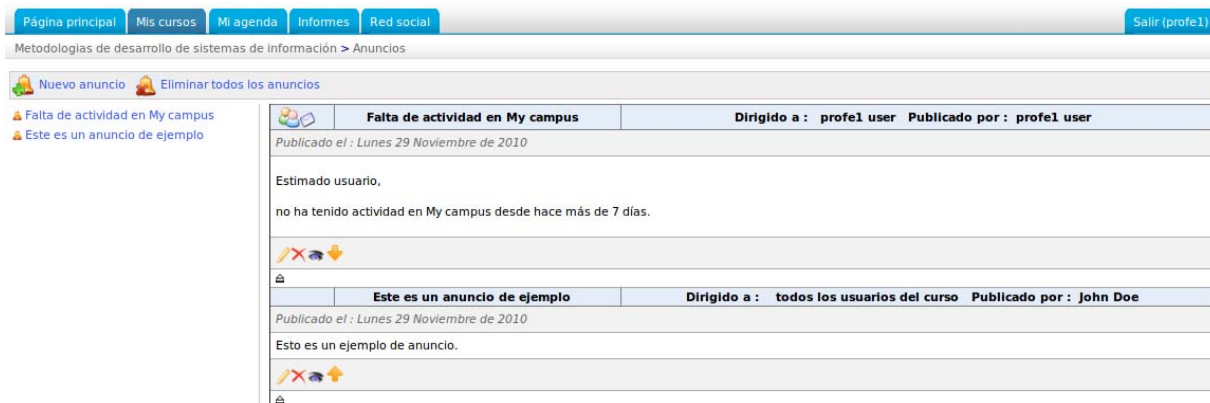 Página principal Mis cursos Mi agenda Informes Red social Salir (profe1)
Metodologias de desarrollo de sistemas de información > Anuncios
Nuevo anuncio Eliminar todos los anuncios
Falta de actividad en My campus
Este es un anuncio de ejemplo
Falta de actividad en My campus Dirigido a : profe1 user Publicado por : profe1 user
Publicado el : Lunes 29 Noviembre de 2010
Estimado usuario,
no ha tenido actividad en My campus desde hace más de 7 días.
Este es un anuncio de ejemplo Dirigido a : todos los usuarios del curso Publicado por : John Doe
Publicado el : Lunes 29 Noviembre de 2010
Esto es un ejemplo de anuncio.